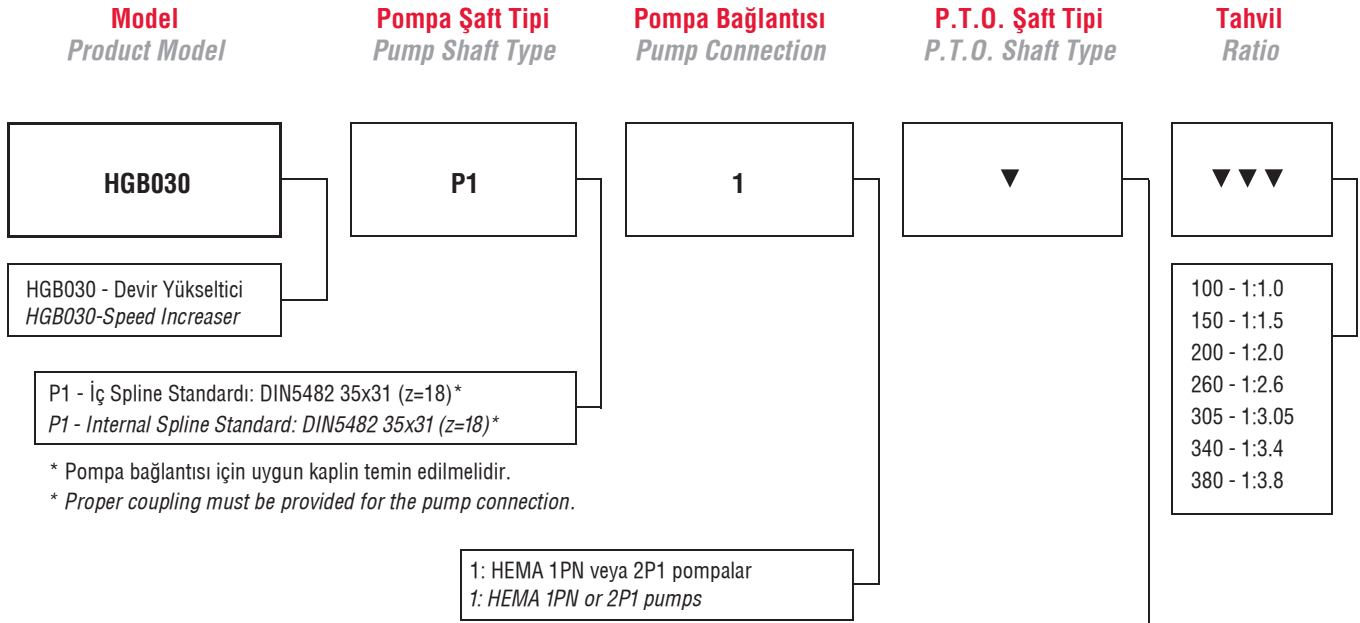 Model
Product Model
Pompa Şaft Tipi
Pump Shaft Type
Pompa Bağlantısı
Pump Connection
P.T.O. Şaft Tipi
P.T.O. Shaft Type
Tahvil
Ratio
HGB030
P1
1
▼
▼▼▼
HGB030 - Devir Yükseltici
HGB030-Speed Increaser
P1 - İç Spline Standardı: DIN5482 35x31 (z=18)*
P1 - Internal Spline Standard: DIN5482 35x31 (z=18)*
* Pompa bağlantısı için uygun kaplin temin edilmelidir.
* Proper coupling must be provided for the pump connection.
1: HEMA 1PN veya 2P1 pompalar
1: HEMA 1PN or 2P1 pumps
100 - 1:1.0
150 - 1:1.5
200 - 1:2.0
260 - 1:2.6
305 - 1:3.05
340 - 1:3.4
380 - 1:3.8